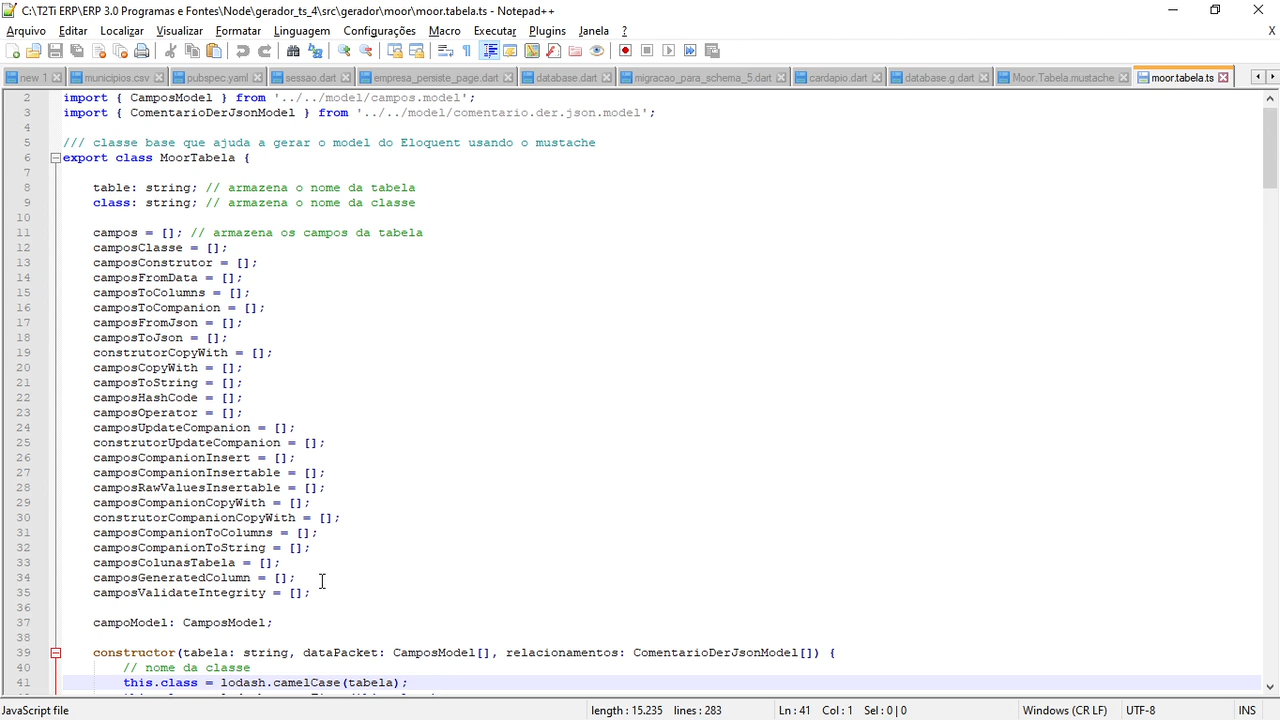 C:\T2Ti ERP\ERP 3.0 Programas e Fontes\Node\gerador_ts_4\src\gerador\moor\moor.tabela.ts - Notepad++
Arquivo Editar Localizar Visualizar Formatar Linguagem Configurações Macro Executar Plugins Janela ? X
new 1 municipios.csv pubspec.yaml sessao.dart empresa_persiste_page.dart database.dart migracao_para_schema_5.dart cardapio.dart database.g.dart Moor.Tabela.mustache moor.tabela.ts
2 import { CamposModel } from '../../model/campos.model';
3 import { ComentarioDerJsonModel } from '../../model/comentario.der.json.model';
4
5 /// classe base que ajuda a gerar o model do Eloquent usando o mustache
6 export class MoorTabela {
7
8 table: string; // armazena o nome da tabela
9 class: string; // armazena o nome da classe
10
11 campos = []; // armazena os campos da tabela
12 camposClasse = [];
13 camposConstrutor = [];
14 camposFromData = [];
15 camposToColumns = [];
16 camposToCompanion = [];
17 camposFromJson = [];
18 camposToJson = [];
19 construtorCopyWith = [];
20 camposCopyWith = [];
21 camposToString = [];
22 camposHashCode = [];
23 camposOperator = [];
24 camposUpdateCompanion = [];
25 construtorUpdateCompanion = [];
26 camposCompanionInsert = [];
27 camposCompanionInsertable = [];
28 camposRawValuesInsertable = [];
29 camposCompanionCopyWith = [];
30 construtorCompanionCopyWith = [];
31 camposCompanionToColumns = [];
32 camposCompanionToString = [];
33 camposColunasTabela = [];
34 camposGeneratedColumn = [];
35 camposValidateIntegrity = [];
36
37 campoModel: CamposModel;
38
39 constructor(tabela: string, dataPacket: CamposModel[], relacionamentos: ComentarioDerJsonModel[]) {
40 // nome da classe
41 this.class = lodash.camelCase(tabela);
JavaScript file length : 15.235 lines : 283 Ln : 41 Col : 1 Sel : 0 | 0 Windows (CR LF) UTF-8 INS